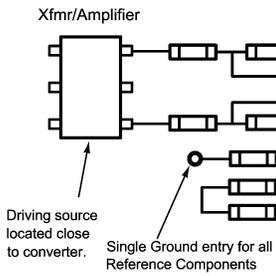 Xfmr/Amplifier
Driving source
located close
to converter.
Single Ground entry for all
Reference Components